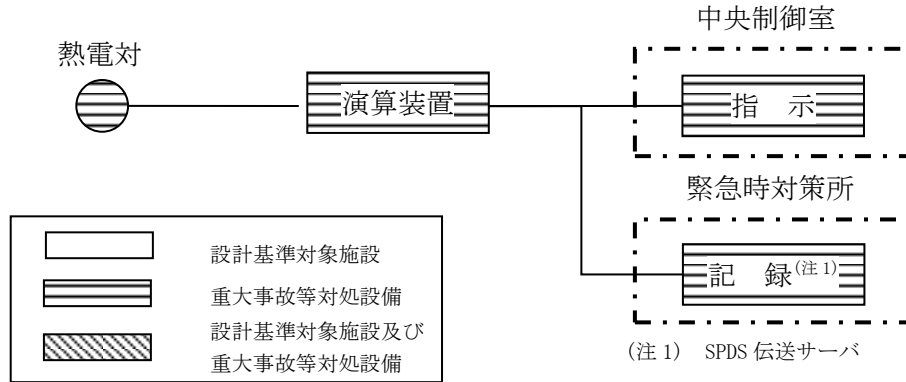 中央制御室
熱電対
演算装置
指　示
緊急時対策所
記　録(注1)
(注1)　SPDS 伝送サーバ
設計基準対象施設
重大事故等対処設備
設計基準対象施設及び
重大事故等対処設備